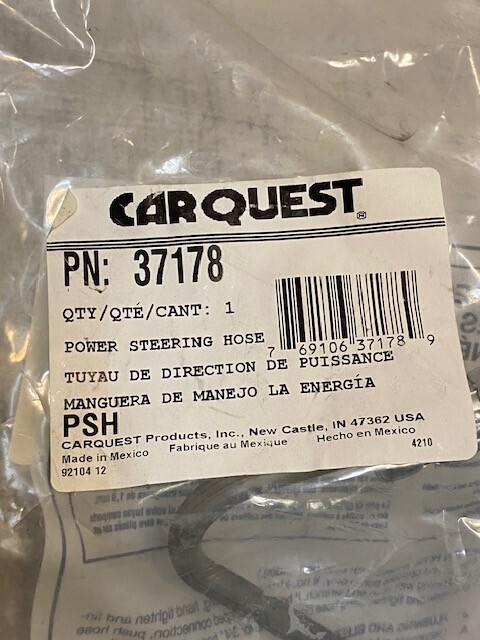 CARQUEST®
PN: 37178
QTY/QTÉ/CANT: 1
POWER STEERING HOSE
7 69106 37178 9
TUYAU DE DIRECTION DE PUISSANCE
MANGUERA DE MANEJO LA ENERGÍA
PSH
CARQUEST Products, Inc., New Castle, IN 47362 USA
Made in Mexico Fabrique au Mexique Hecho en Mexico
92104 12 4210